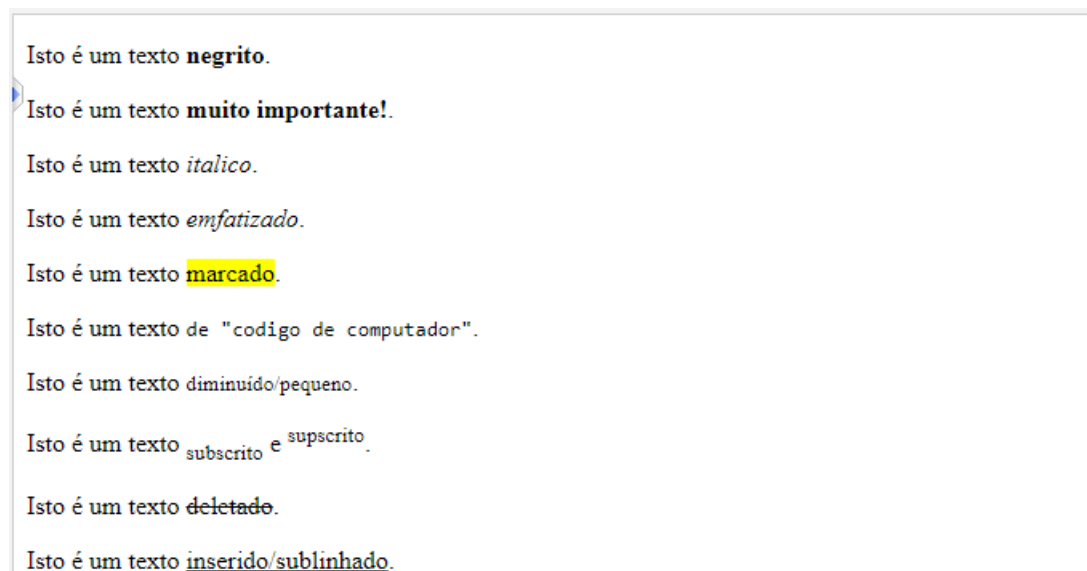 Isto é um texto negrito.
Isto é um texto muito importante!.
Isto é um texto italico.
Isto é um texto emfatizado.
Isto é um texto marcado.
Isto é um texto de "codigo de computador".
Isto é um texto diminuído/pequeno.
Isto é um texto subscrito e supscrito.
Isto é um texto deletado.
Isto é um texto inserido/sublinhado.